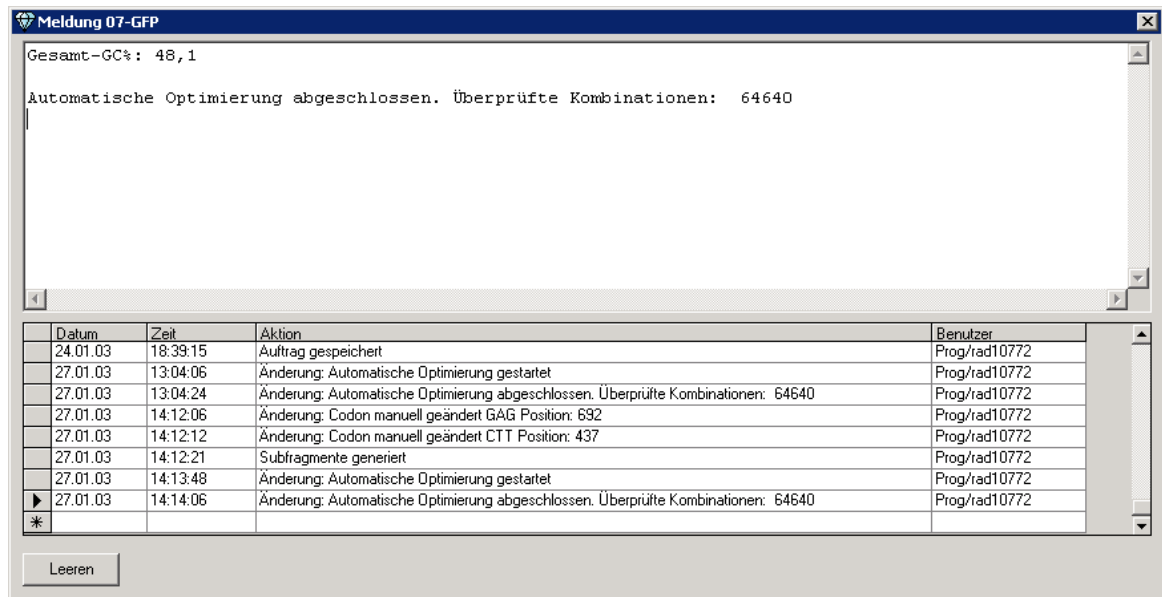 Meldung 07-GFP
Gesamt-GC%: 48,1
Automatische Optimierung abgeschlossen. Überprüfte Kombinationen: 64640
Datum Zeit Aktion Benutzer
24.01.03 18:39:15 Auftrag gespeichert Prog/rad10772
27.01.03 13:04:06 Änderung: Automatische Optimierung gestartet Prog/rad10772
27.01.03 13:04:24 Änderung: Automatische Optimierung abgeschlossen. Überprüfte Kombinationen: 64640 Prog/rad10772
27.01.03 14:12:06 Änderung: Codon manuell geändert GAG Position: 692 Prog/rad10772
27.01.03 14:12:12 Änderung: Codon manuell geändert CTT Position: 437 Prog/rad10772
27.01.03 14:12:21 Subfragmente generiert Prog/rad10772
27.01.03 14:13:48 Änderung: Automatische Optimierung gestartet Prog/rad10772
27.01.03 14:14:06 Änderung: Automatische Optimierung abgeschlossen. Überprüfte Kombinationen: 64640 Prog/rad10772
Leeren